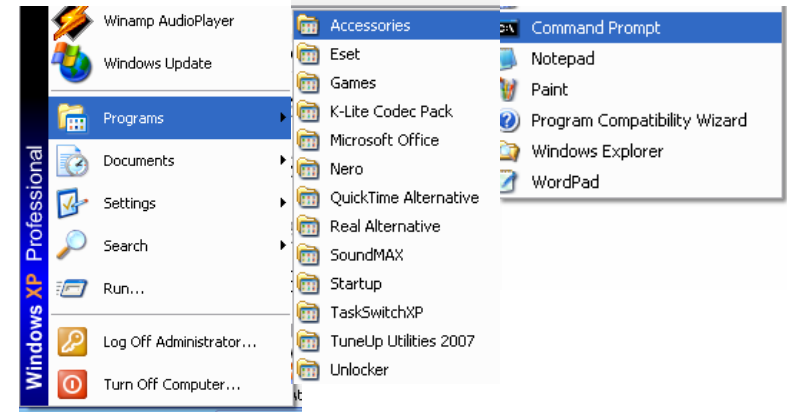 Windows XP Professional
Winamp AudioPlayer
Windows Update
Programs
Documents
Settings
Search
Run...
Log Off Administrator...
Turn Off Computer...
Accessories
Eset
Games
K-Lite Codec Pack
Microsoft Office
Nero
QuickTime Alternative
Real Alternative
SoundMAX
Startup
TaskSwitchXP
TuneUp Utilities 2007
Unlocker
Command Prompt
Notepad
Paint
Program Compatibility Wizard
Windows Explorer
WordPad